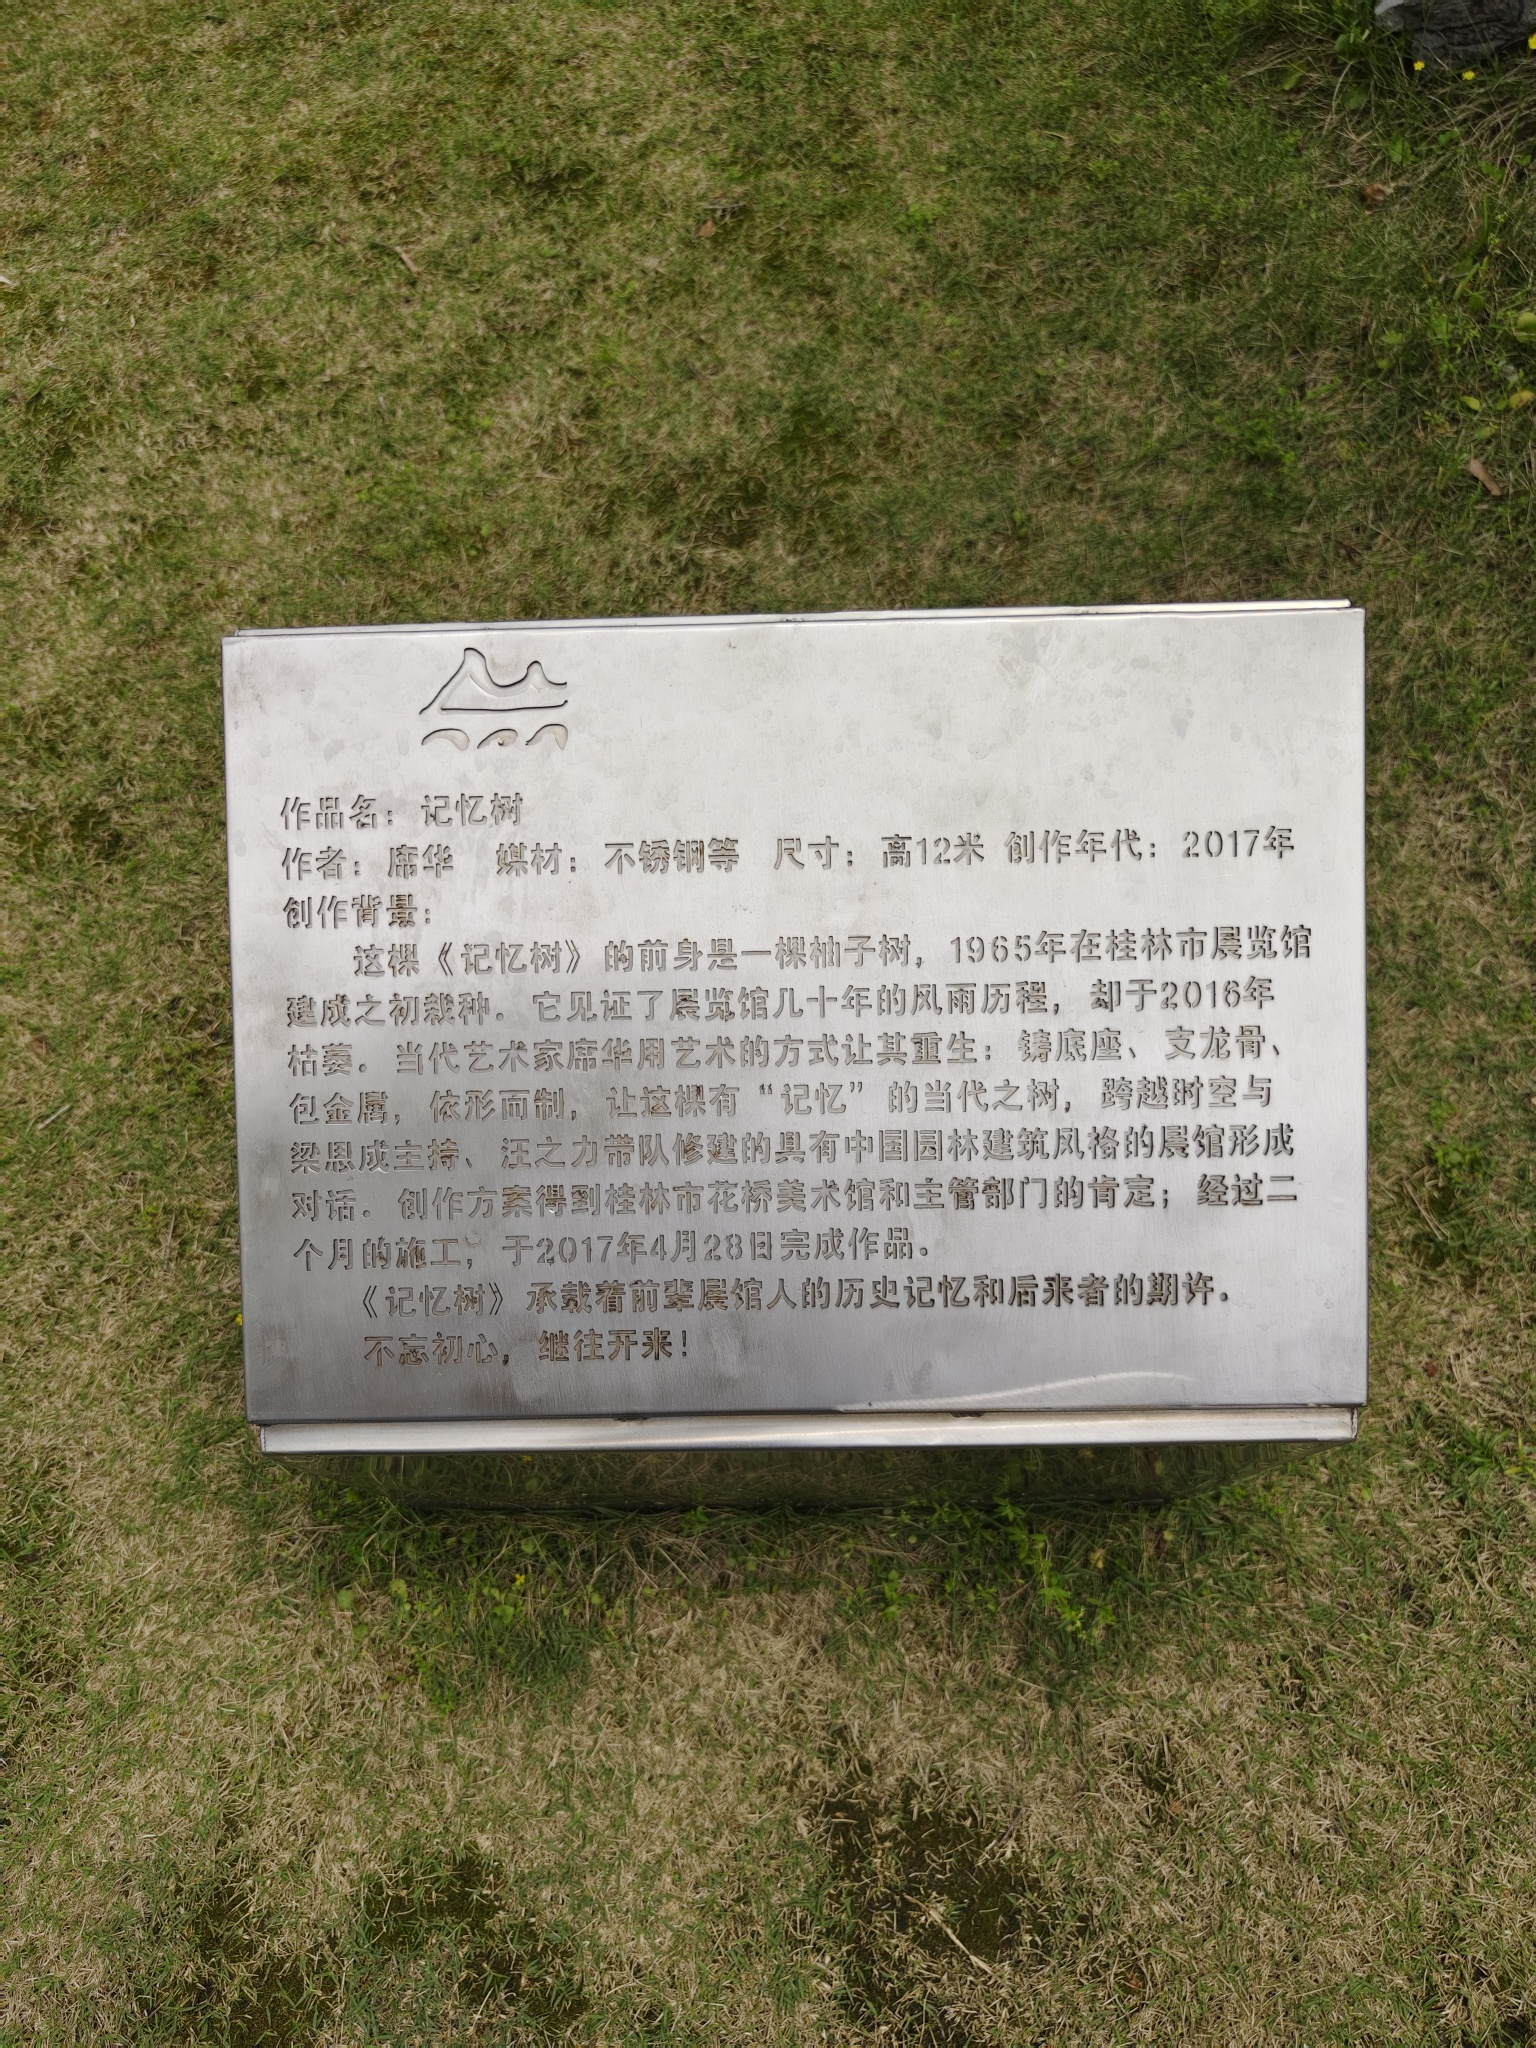 作品名：记忆树
作者：席华 媒材：不锈钢等 尺寸：高12米 创作年代：2017年
创作背景：
这棵《记忆树》的前身是一棵柚子树，1965年在桂林市展览馆
建成之初栽种．它见证了展览馆几十年的风雨历程，却于2016年
枯萎．当代艺术家席华用艺术的方式让其重生：铸底座、支龙骨、
包金属，依形而制，让这棵有“记忆”的当代之树，跨越时空与
梁思成主持、汪之力带队修建的具有中国园林建筑风格的展馆形成
对话．创作方案得到桂林市花桥美术馆和主管部门的肯定；经过二
个月的施工，于2017年4月28日完成作品．
《记忆树》承载着前辈展馆人的历史记忆和后来者的期许．
不忘初心，继往开来！